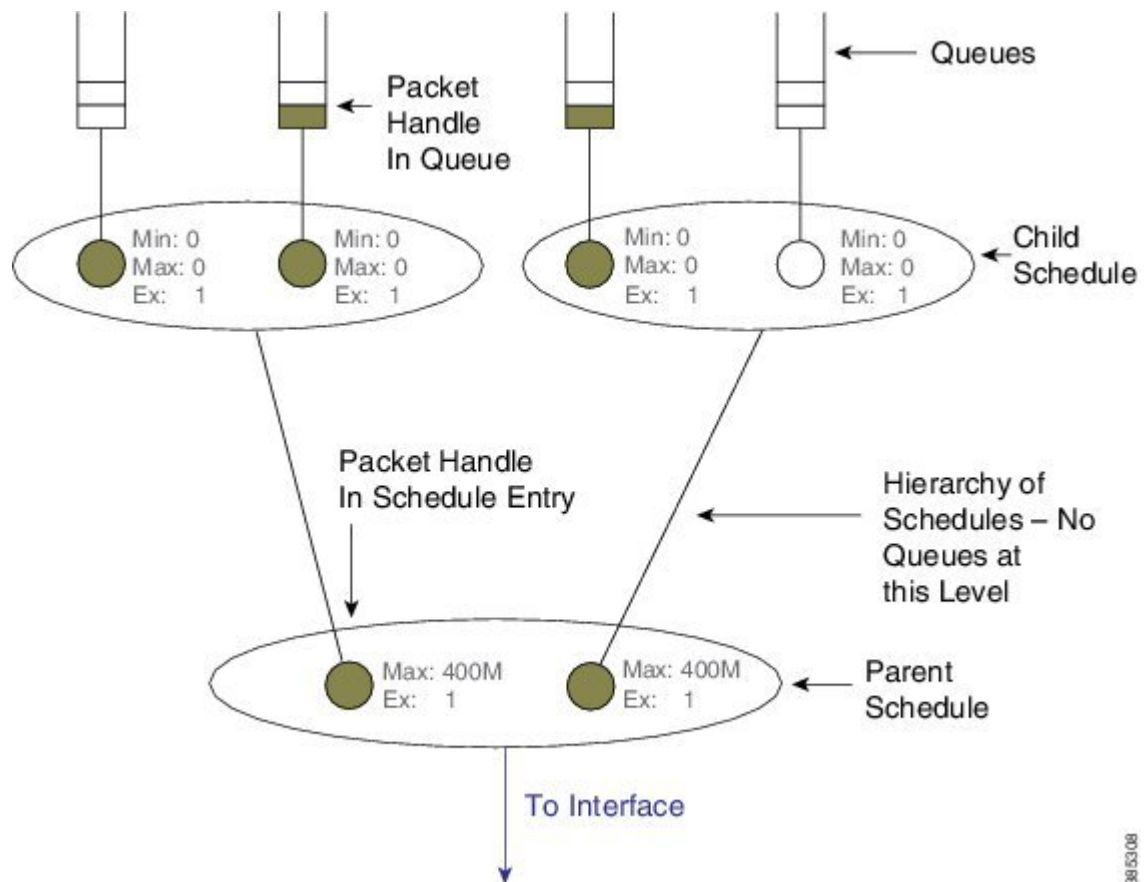 Queues
Packet
Handle
In Queue
Min: 0
Max: 0
Ex: 1
Min: 0
Max: 0
Ex: 1
Min: 0
Max: 0
Ex: 1
Min: 0
Max: 0
Ex: 1
Child
Schedule
Packet Handle
In Schedule Entry
Hierarchy of
Schedules – No
Queues at
this Level
Max: 400M
Ex: 1
Max: 400M
Ex: 1
Parent
Schedule
To Interface
385308